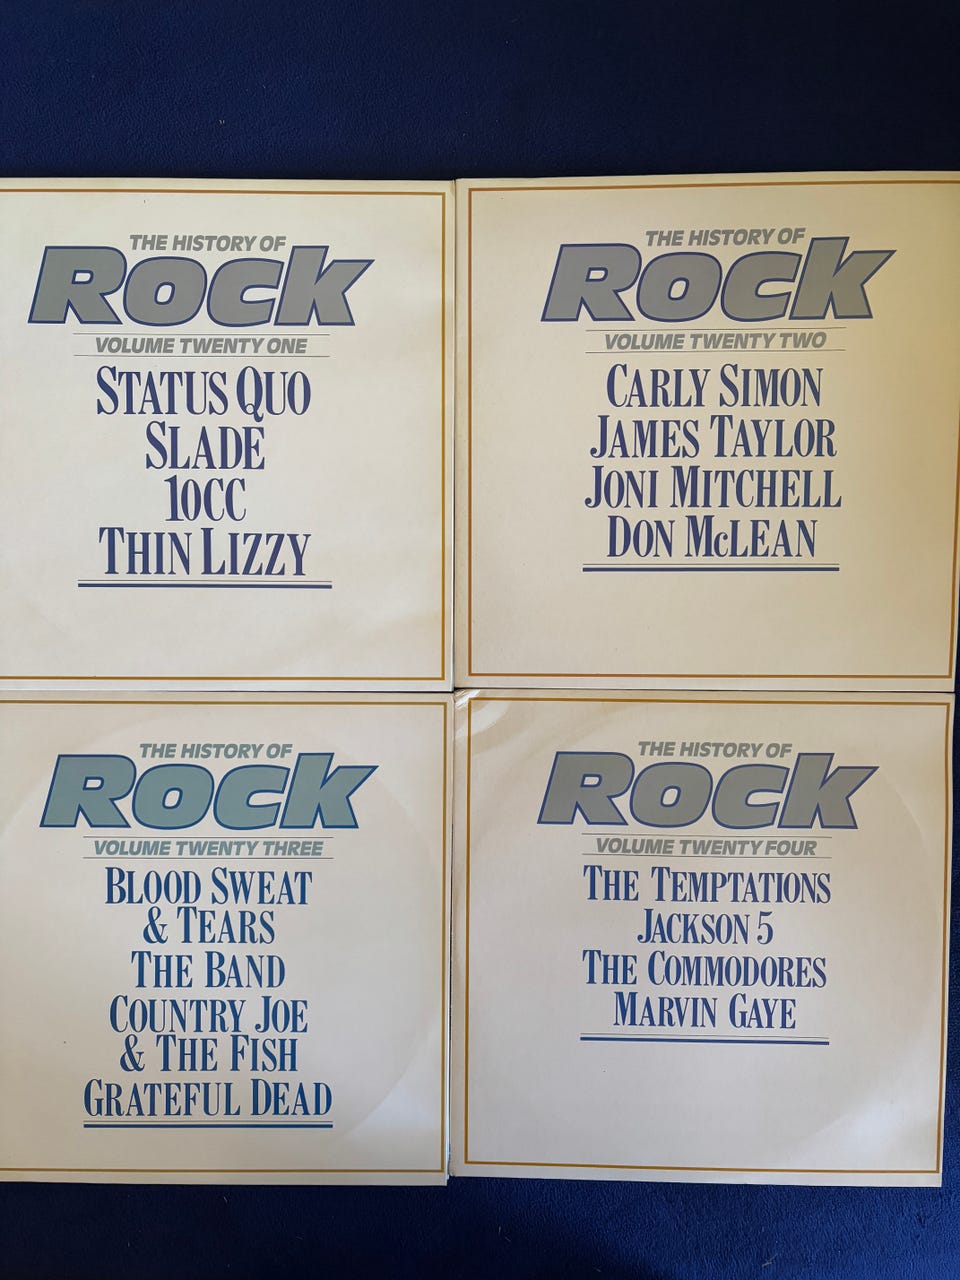 THE HISTORY OF
Rock
VOLUME TWENTY ONE
STATUS QUO
SLADE
10CC
THIN LIZZY
THE HISTORY OF
Rock
VOLUME TWENTY TWO
CARLY SIMON
JAMES TAYLOR
JONI MITCHELL
DON McLEAN
THE HISTORY OF
Rock
VOLUME TWENTY THREE
BLOOD SWEAT
& TEARS
THE BAND
COUNTRY JOE
& THE FISH
GRATEFUL DEAD
THE HISTORY OF
Rock
VOLUME TWENTY FOUR
THE TEMPTATIONS
JACKSON 5
THE COMMODORES
MARVIN GAYE